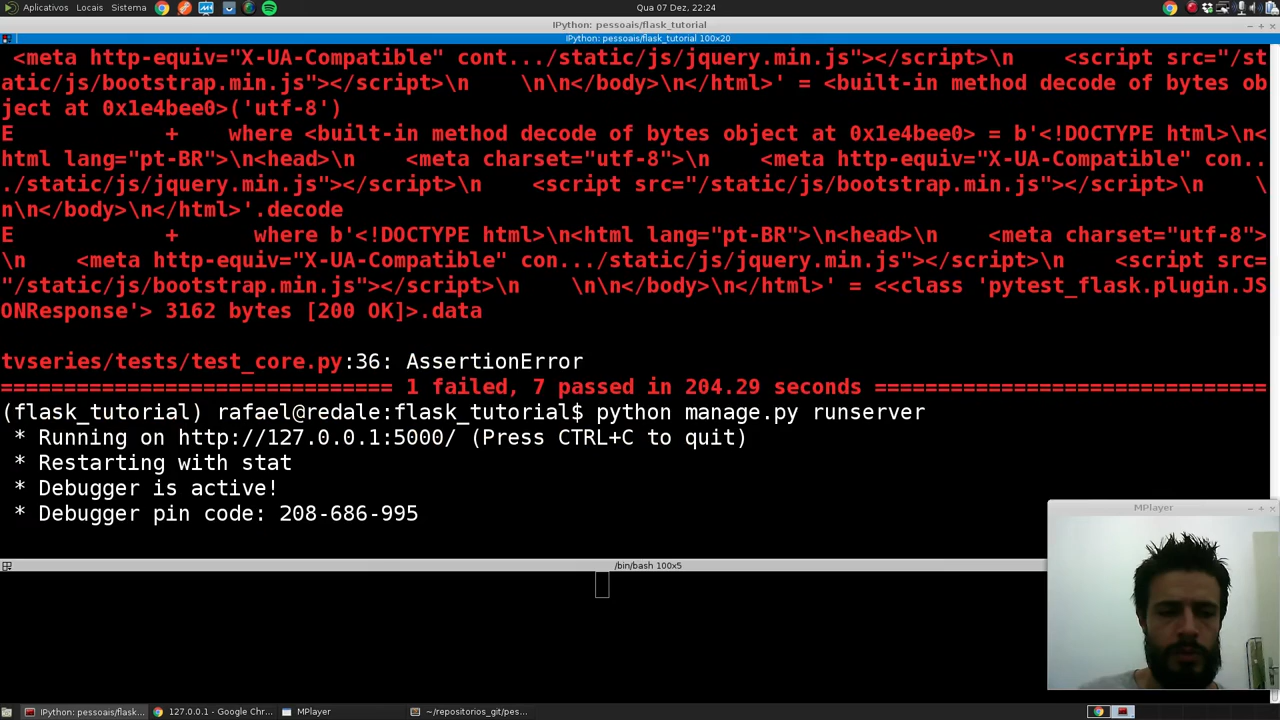 Aplicativos Locais Sistema
Qua 07 Dez, 22:24
IPython: pessoais/flask_tutorial
IPython: pessoais/flask_tutorial 100x20
<meta http-equiv="X-UA-Compatible" cont.../static/js/jquery.min.js"></script>\n    <script src="/st
atic/js/bootstrap.min.js"></script>\n    \n\n</body>\n</html>' = <built-in method decode of bytes ob
ject at 0x1e4bee0>('utf-8')
E            +    where <built-in method decode of bytes object at 0x1e4bee0> = b'<!DOCTYPE html>\n<
html lang="pt-BR">\n<head>\n    <meta charset="utf-8">\n    <meta http-equiv="X-UA-Compatible" con..
./static/js/jquery.min.js"></script>\n    <script src="/static/js/bootstrap.min.js"></script>\n    \
n\n</body>\n</html>'.decode
E            +      where b'<!DOCTYPE html>\n<html lang="pt-BR">\n<head>\n    <meta charset="utf-8">
\n    <meta http-equiv="X-UA-Compatible" con.../static/js/jquery.min.js"></script>\n    <script src=
"/static/js/bootstrap.min.js"></script>\n    \n\n</body>\n</html>' = <<class 'pytest_flask.plugin.JS
ONResponse'> 3162 bytes [200 OK]>.data
tvseries/tests/test_core.py:36: AssertionError
=============================== 1 failed, 7 passed in 204.29 seconds ===============================
(flask_tutorial) rafael@redale:flask_tutorial$ python manage.py runserver
* Running on http://127.0.0.1:5000/ (Press CTRL+C to quit)
* Restarting with stat
* Debugger is active!
* Debugger pin code: 208-686-995
MPlayer
/bin/bash 100x5
IPython: pessoais/flask...
127.0.0.1 - Google Chr...
MPlayer
~/repositorios_git/pes...